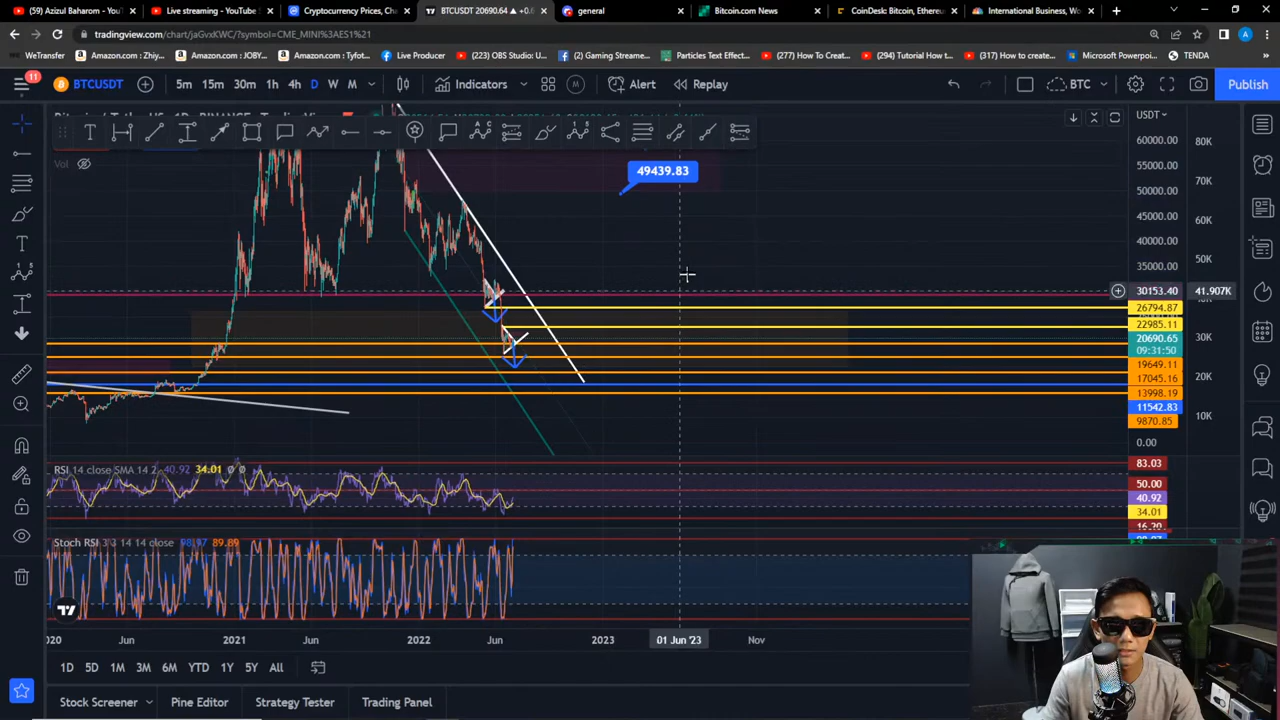 (59) Azizul Baharom - You
Live streaming - YouTube S
Cryptocurrency Prices, Cha
BTCUSDT 20690.64 ▲ +0.6
general
Bitcoin.com News
CoinDesk: Bitcoin, Ethereu
International Business, Wo
tradingview.com/chart/jaGvxKWC/?symbol=CME_MINI%3AES1%21
WeTransfer
Amazon.com : Zhiy...
Amazon.com : JOBY...
Amazon.com : Tyfot...
Live Producer
(223) OBS Studio: U...
(2) Gaming Streame...
Particles Text Effect...
(277) How To Creat...
(294) Tutorial How t...
(317) How to creat...
Microsoft Powerpoi...
TENDA
11
BTCUSDT
5m 15m 30m 1h 4h D W M
Indicators
Alert
Replay
BTC
Publish
USDT
Vol
49439.83
60000.00
55000.00
50000.00
45000.00
40000.00
35000.00
30153.40
26794.87
22985.11
20690.65
09:31:50
19649.11
17045.16
13998.19
11542.83
9870.85
0.00
80K
70K
60K
50K
41.907K
30K
20K
10K
RSI 14 close SMA 14 2 40.92 34.01 Ø Ø
83.03
50.00
40.92
34.01
16.20
Stoch RSI 3 3 14 14 close 98.97 89.89
2020 Jun 2021 Jun 2022 Jun 2023 01 Jun '23 Nov
1D 5D 1M 3M 6M YTD 1Y 5Y All
Stock Screener
Pine Editor
Strategy Tester
Trading Panel